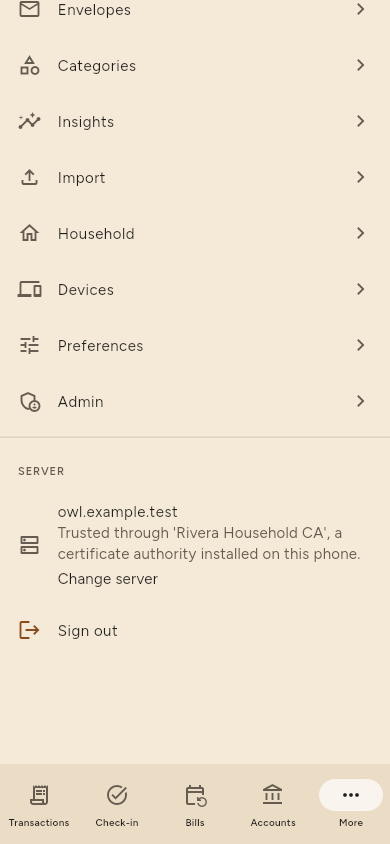 Envelopes
Categories
Insights
Import
Household
Devices
Preferences
Admin
SERVER
owl.example.test
Trusted through 'Rivera Household CA', a
certificate authority installed on this phone.
Change server
Sign out
Transactions
Check-in
Bills
Accounts
More